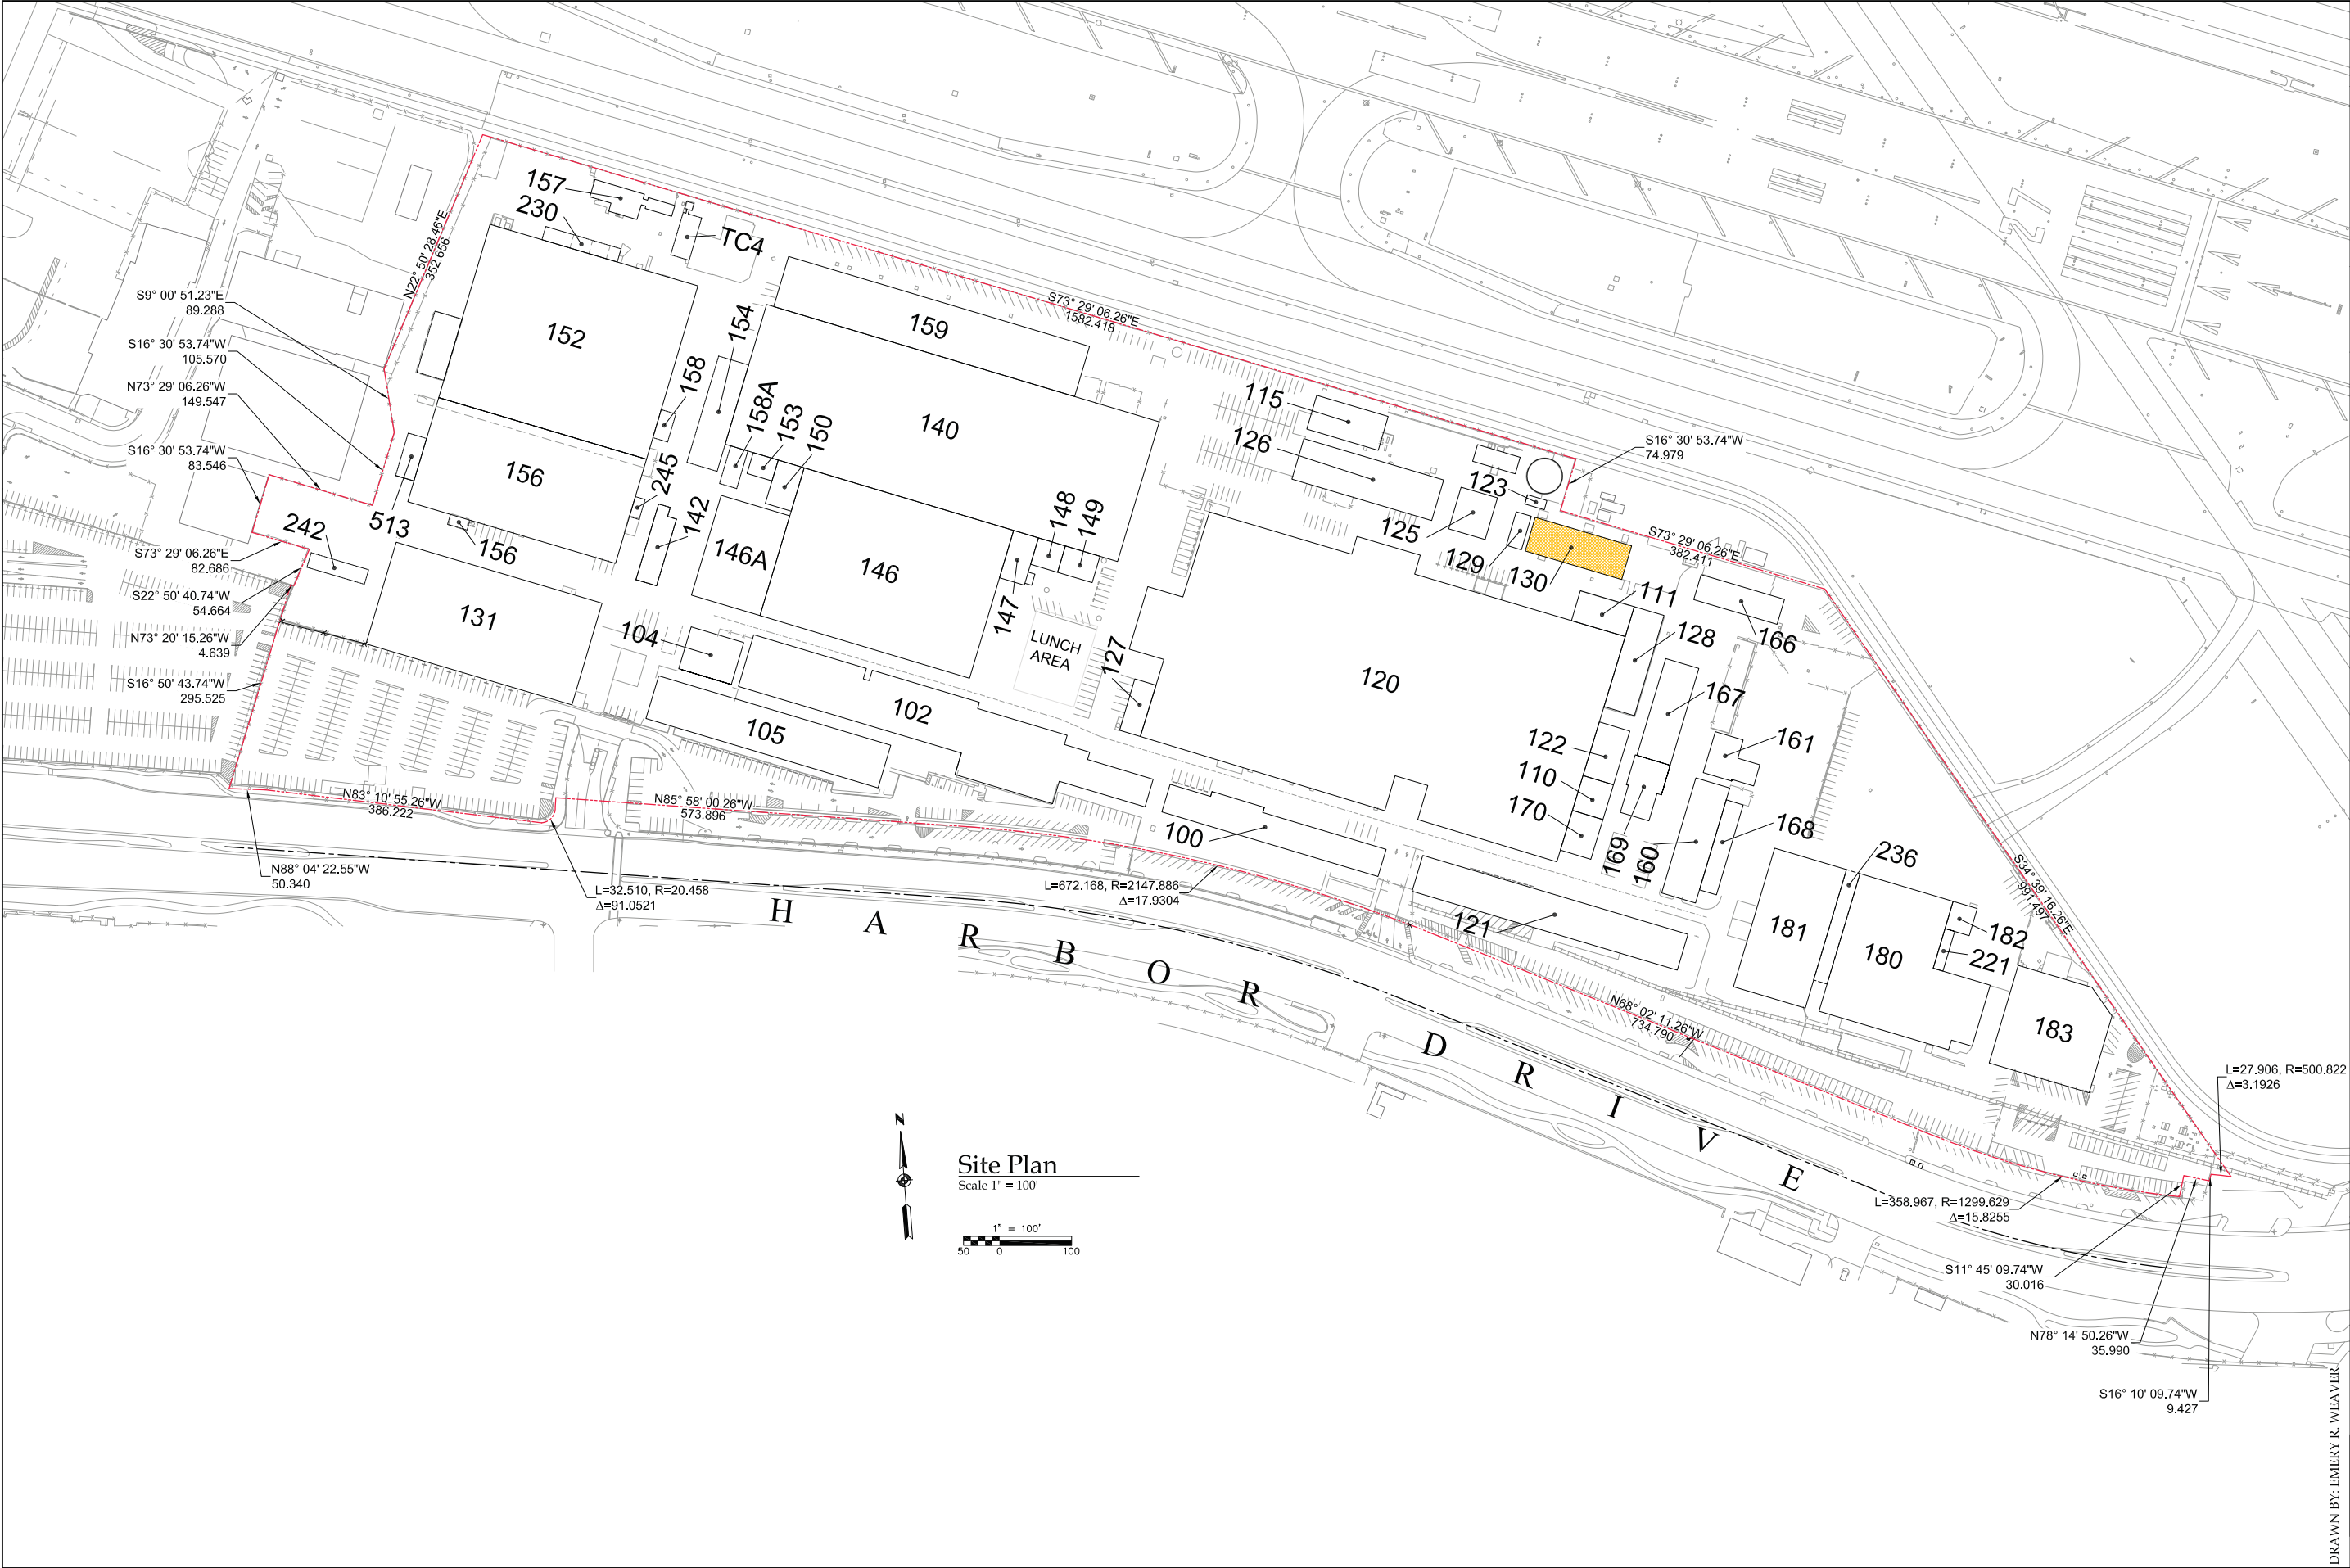 157
230
TC4
N22° 50' 28.46"E
352.656
S9° 00' 51.23"E
89.288
S16° 30' 53.74"W
105.570
N73° 29' 06.26"W
149.547
S16° 30' 53.74"W
83.546
S73° 29' 06.26"E
82.686
S22° 50' 40.74"W
54.664
N73° 20' 15.26"W
4.639
S16° 50' 43.74"W
295.525
152
154
159
S73° 29' 06.26"E
1582.418
158
158A
153
150
140
115
126
S16° 30' 53.74"W
74.979
156
245
142
513
242
156
146A
146
148
149
147
123
125
129
130
S73° 29' 06.26"E
382.411
111
166
131
104
LUNCH
AREA
127
128
120
167
105
102
122
161
110
170
N83° 10' 55.26"W
386.222
N85° 58' 00.26"W
573.896
100
169
160
168
236
S34° 39' 16.26"E
991.497
N88° 04' 22.55"W
50.340
L=32.510, R=20.458
Δ=91.0521
L=672.168, R=2147.886
Δ=17.9304
121
181
180
182
221
183
HARBOR DRIVE
N68° 02' 11.26"W
734.790
L=27.906, R=500.822
Δ=3.1926
L=358.967, R=1299.629
Δ=15.8255
S11° 45' 09.74"W
30.016
N78° 14' 50.26"W
35.990
S16° 10' 09.74"W
9.427
N
Site Plan
Scale 1" = 100'
1" = 100'
50 0 100
DRAWN BY: EMERY R. WEAVER